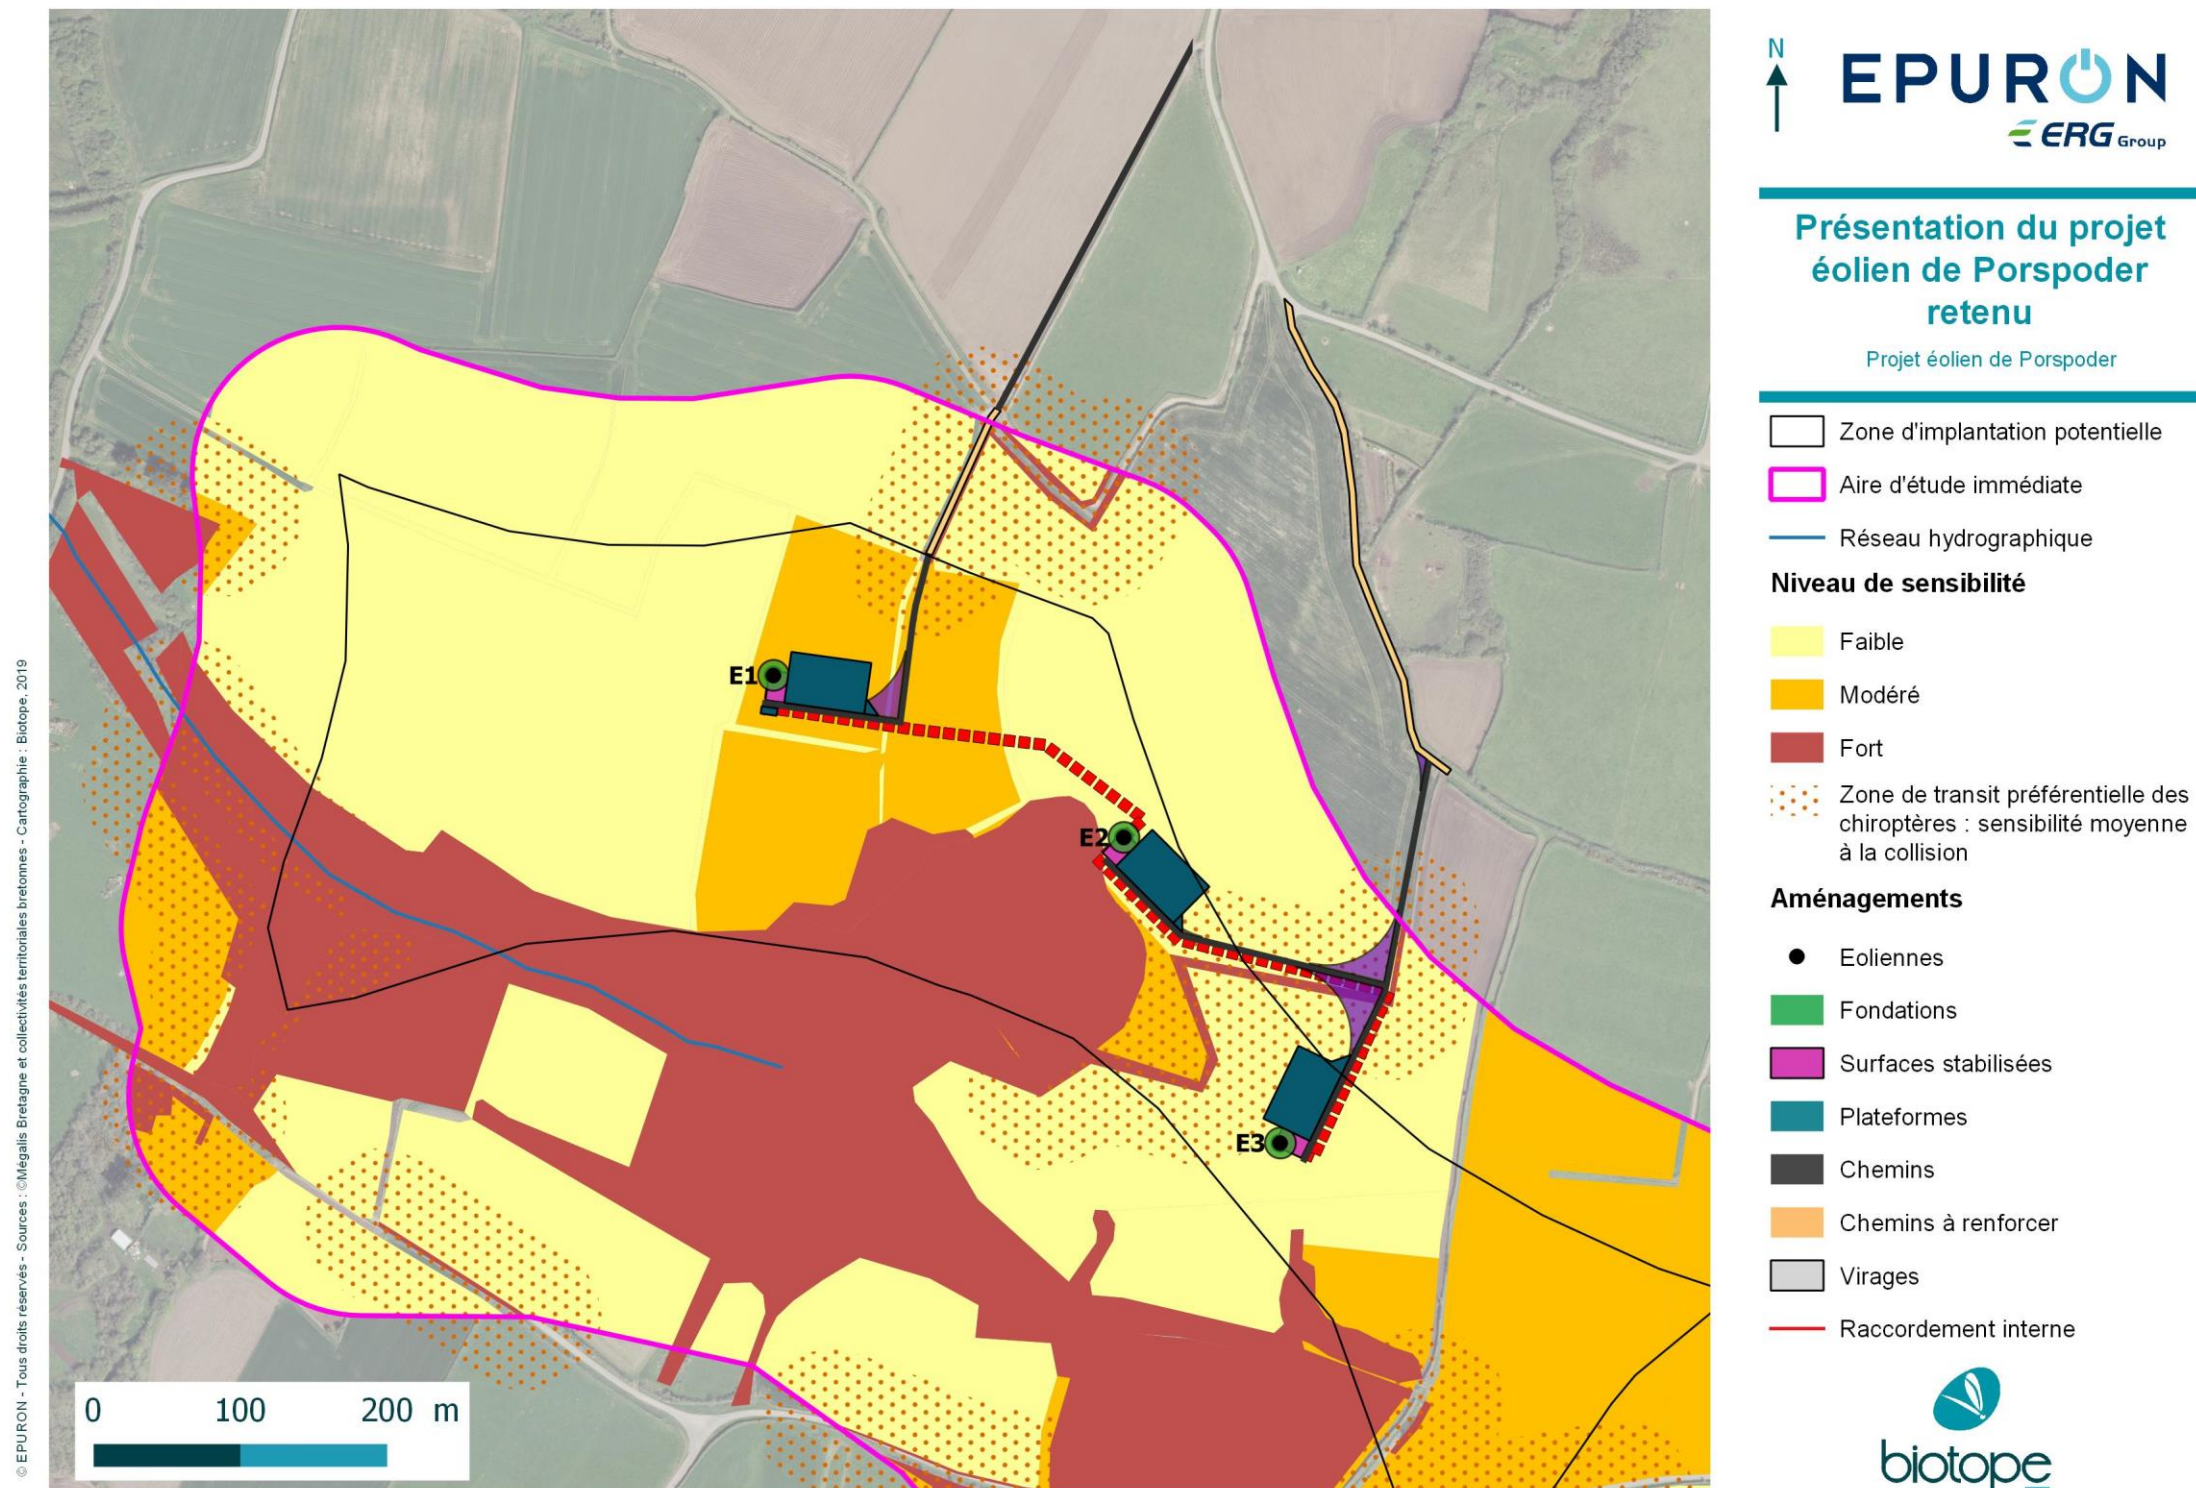 N
EPURON
ERG Group
Présentation du projet
éolien de Porspoder
retenu
Projet éolien de Porspoder
Zone d'implantation potentielle
Aire d'étude immédiate
Réseau hydrographique
Niveau de sensibilité
Faible
Modéré
Fort
Zone de transit préférentielle des
chiroptères : sensibilité moyenne
à la collision
Aménagements
Eoliennes
Fondations
Surfaces stabilisées
Plateformes
Chemins
Chemins à renforcer
Virages
Raccordement interne
biotope
E1
E2
E3
0 100 200 m
© EPURON - Tous droits réservés - Sources : ©Mégalis Bretagne et collectivités territoriales bretonnes - Cartographie : Biotope, 2019